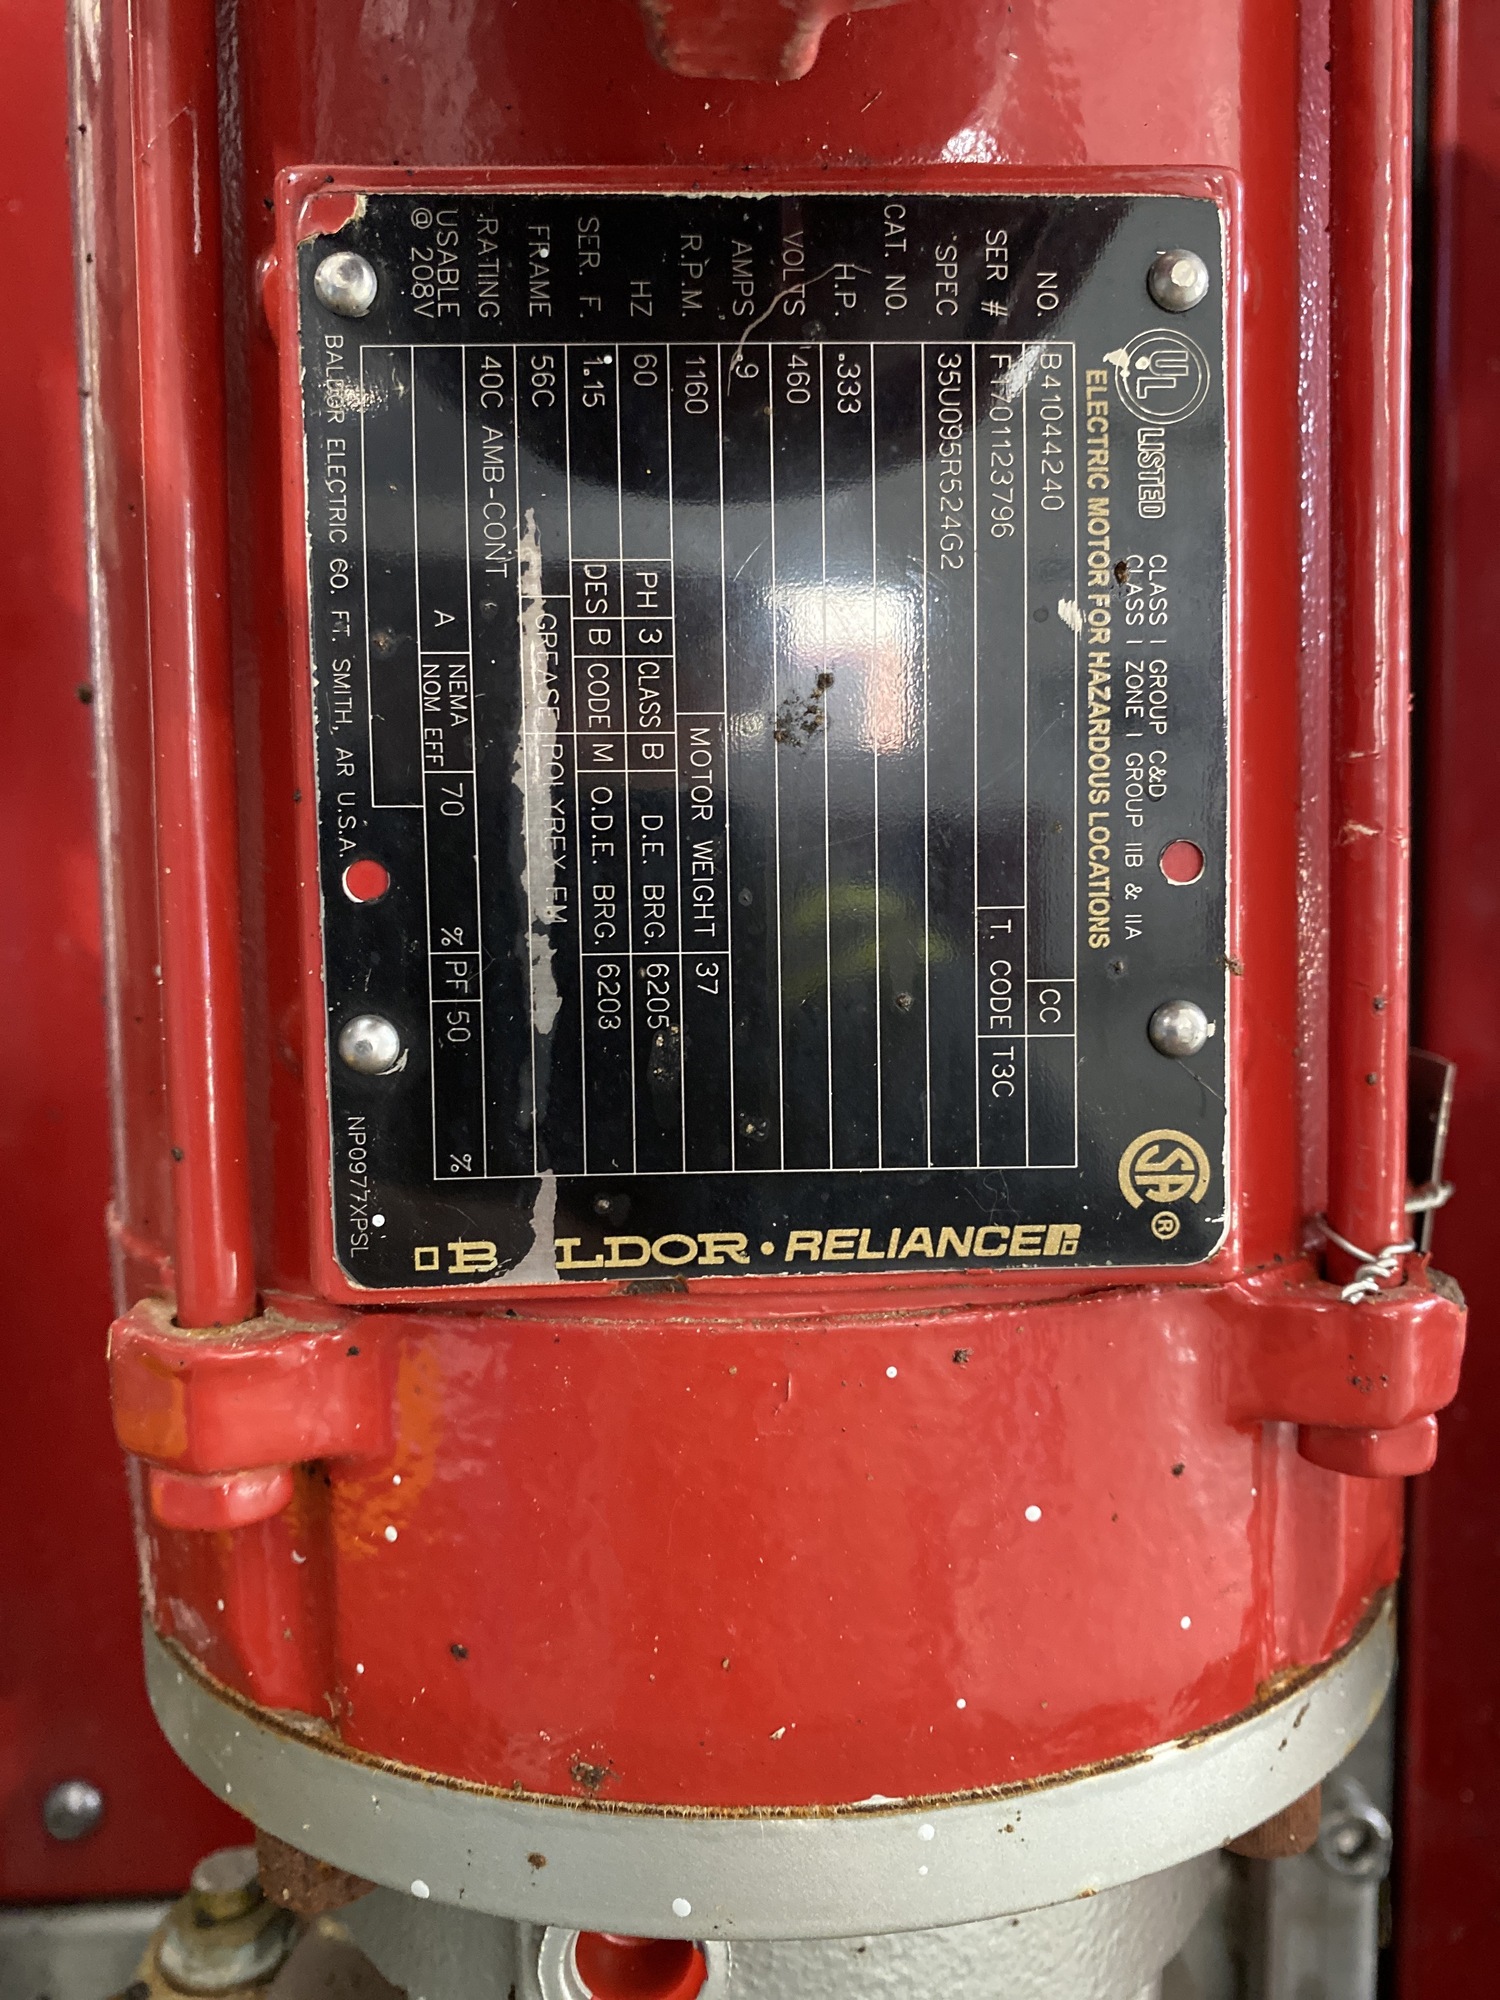 UL LISTED
CLASS I GROUP C&D
CLASS I ZONE I GROUP IIB & IIA
SA ®
ELECTRIC MOTOR FOR HAZARDOUS LOCATIONS
NO. B41044240 CC
SER # F1701123796 T. CODE T3C
SPEC 35U095R524G2
CAT. NO.
H.P. .333
VOLTS 460
AMPS .9
R.P.M. 1160 MOTOR WEIGHT 37
HZ 60 PH 3 CLASS B D.E. BRG. 6205
SER. F. 1.15 DES B CODE M O.D.E. BRG. 6203
FRAME 56C GREASE POLYREX EM
RATING 40C AMB-CONT
USABLE @ 208V A NEMA NOM EFF 70 % PF 50 %
BALDOR ELECTRIC CO. FT. SMITH, AR U.S.A.
NP0977XPSL
B LDOR • RELIANCE